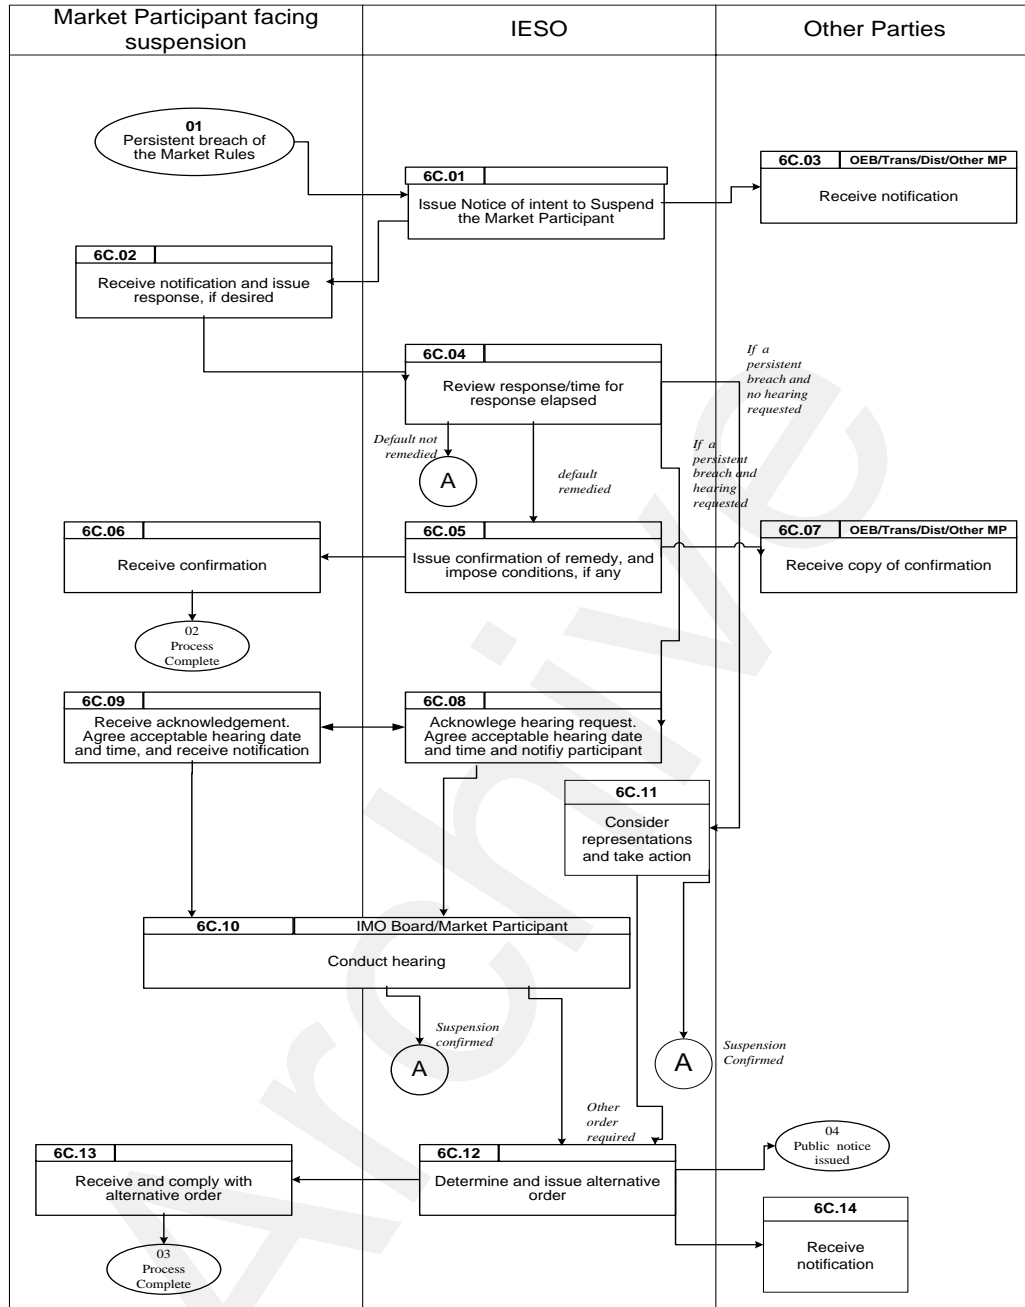 Market Participant facing
suspension
IESO
Other Parties
01
Persistent breach of
the Market Rules
6C.01
Issue Notice of intent to Suspend
the Market Participant
6C.03
OEB/Trans/Dist/Other MP
Receive notification
6C.02
Receive notification and issue
response, if desired
6C.04
Review response/time for
response elapsed
If a
persistent
breach and
no hearing
requested
Default not
remedied
A
default
remedied
If a
persistent
breach and
hearing
requested
6C.06
Receive confirmation
6C.05
Issue confirmation of remedy, and
impose conditions, if any
6C.07
OEB/Trans/Dist/Other MP
Receive copy of confirmation
02
Process
Complete
6C.09
Receive acknowledgement.
Agree acceptable hearing date
and time, and receive notification
6C.08
Acknowlege hearing request.
Agree acceptable hearing date
and time and notifiy participant
6C.11
Consider
representations
and take action
6C.10
IMO Board/Market Participant
Conduct hearing
Suspension
confirmed
A
A
Suspension
Confirmed
Other
order
required
04
Public notice
issued
6C.13
Receive and comply with
alternative order
6C.12
Determine and issue alternative
order
6C.14
Receive
notification
03
Process
Complete
Archive